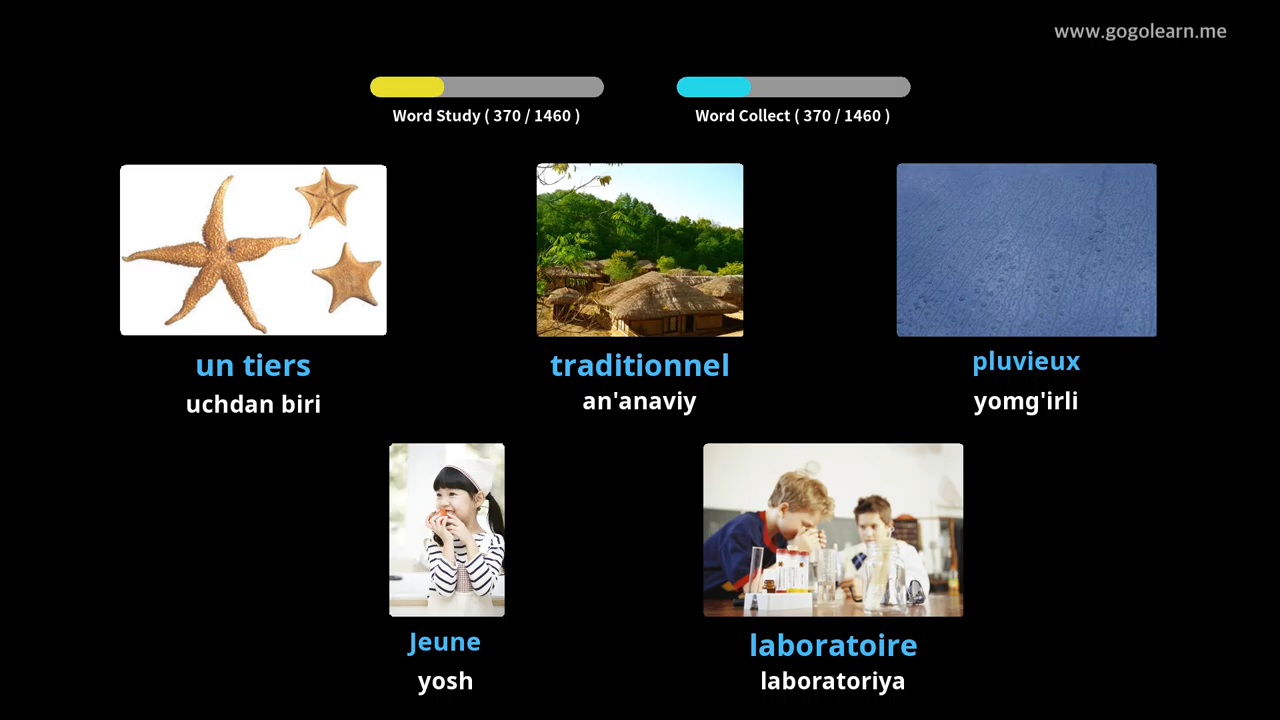 www.gogolearn.me
Word Study ( 370 / 1460 )
Word Collect ( 370 / 1460 )
un tiers
uchdan biri
traditionnel
an'anaviy
pluvieux
yomg'irli
Jeune
yosh
laboratoire
laboratoriya